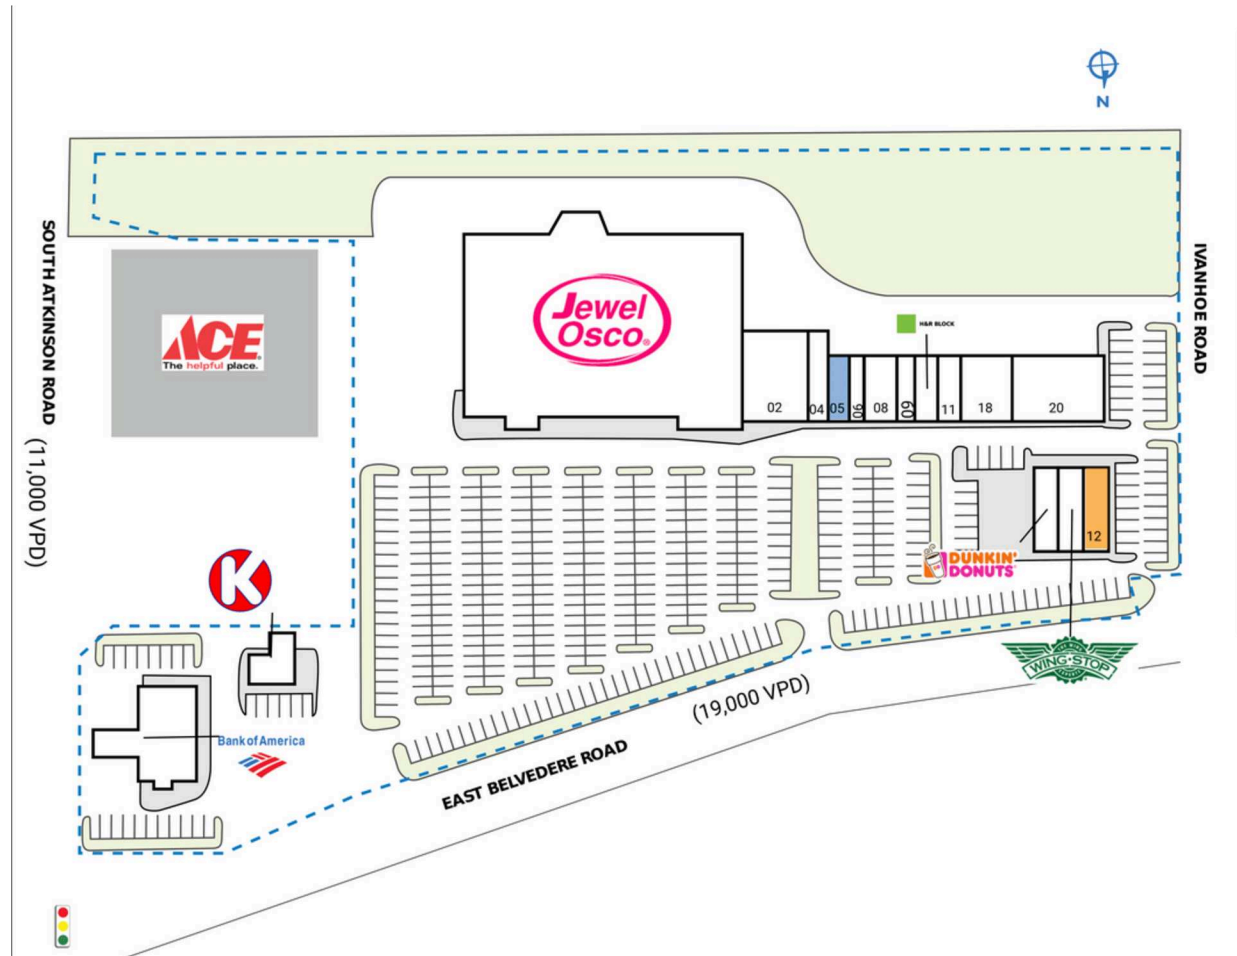 N
SOUTH ATKINSON ROAD
(11,000 VPD)
IVANHOE ROAD
ACE
The helpful place.
Jewel
Osco
H&R BLOCK
02
04
05
06
08
09
11
18
20
12
DUNKIN'
DONUTS
K
WING·STOP
Bank of America
(19,000 VPD)
EAST BELVEDERE ROAD